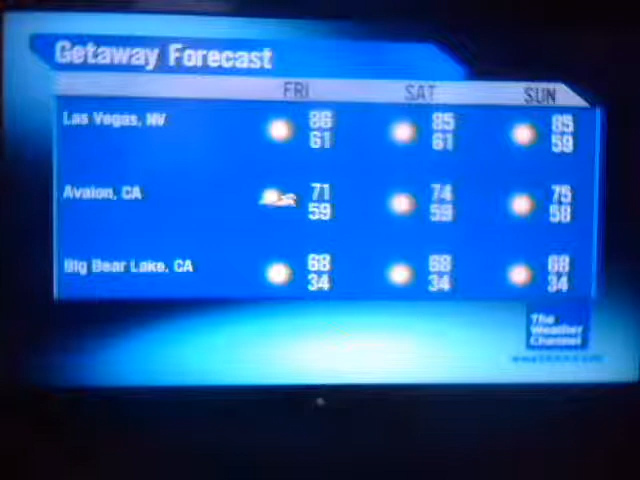 Getaway Forecast
FRI SAT SUN
Las Vegas, NV 86 85 85
61 61 59
Avalon, CA 71 74 75
59 59 58
Big Bear Lake, CA 68 68 68
34 34 34
The
Weather
Channel